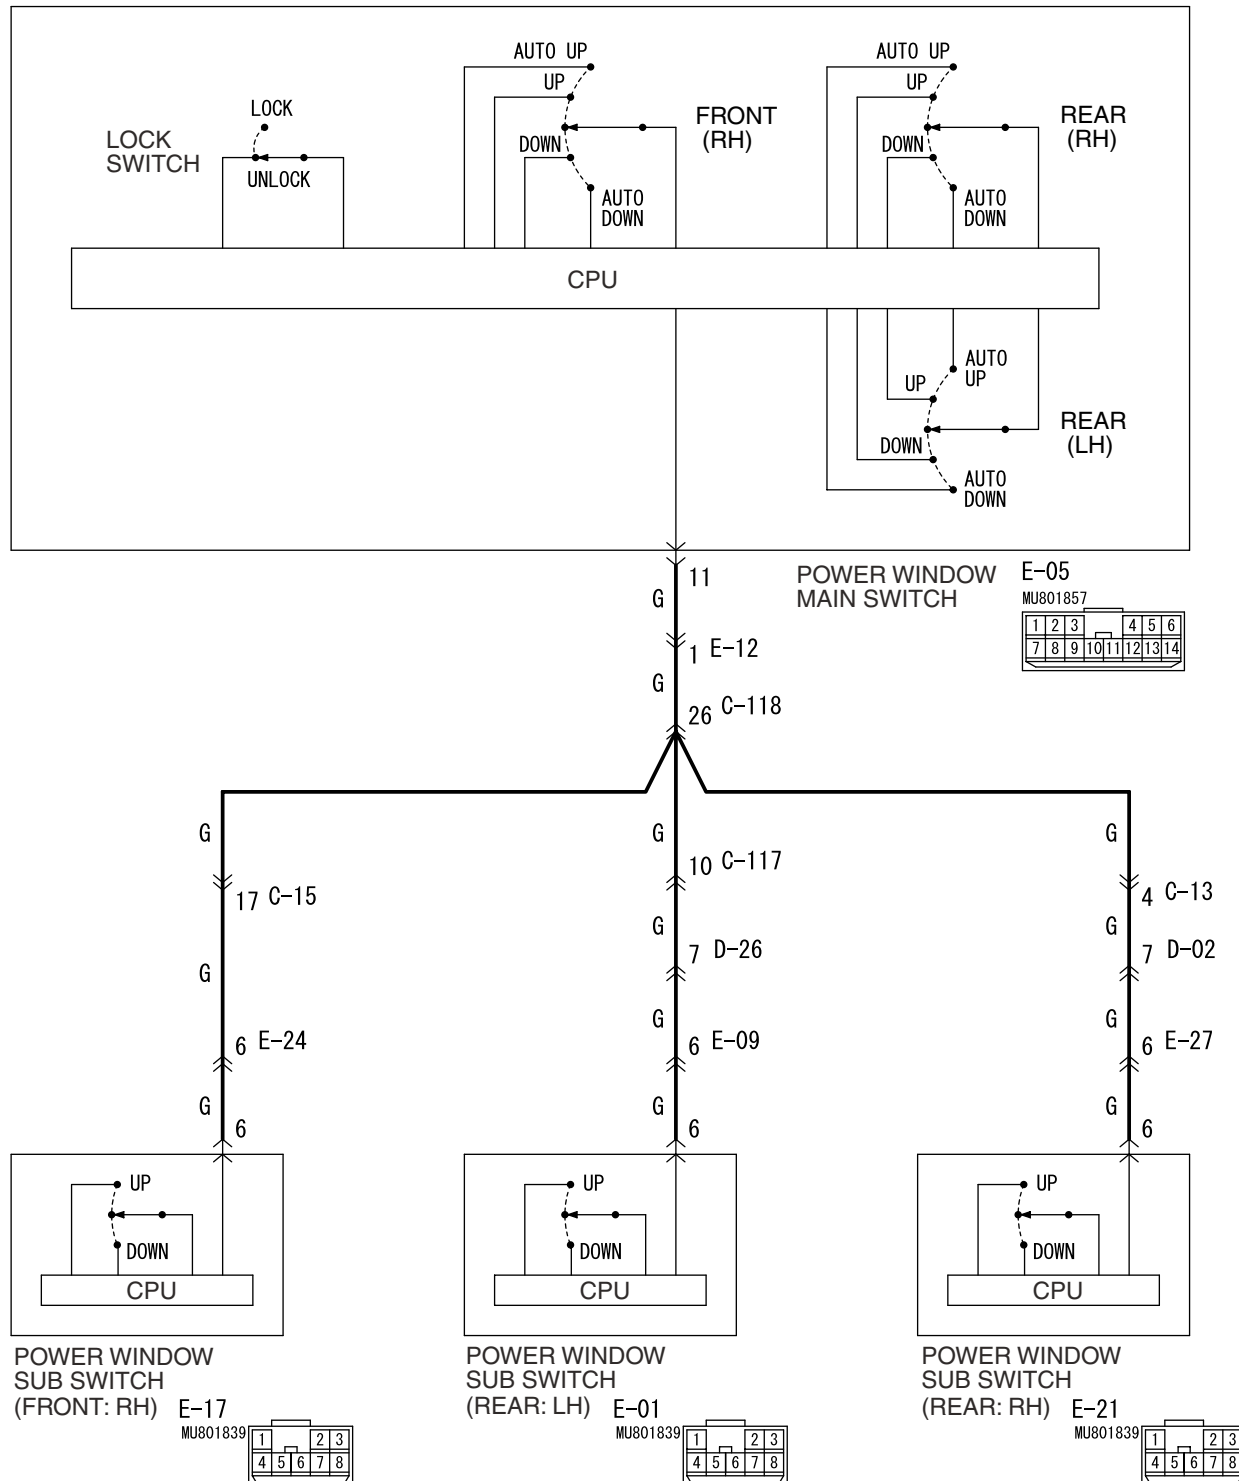 AUTO UP
UP
DOWN
AUTO
DOWN
FRONT
(RH)
AUTO UP
UP
DOWN
AUTO
DOWN
REAR
(RH)
LOCK
LOCK
SWITCH
UNLOCK
CPU
AUTO
UP
UP
DOWN
AUTO
DOWN
REAR
(LH)
11
G
POWER WINDOW
MAIN SWITCH
E-05
MU801857
1 2 3 4 5 6
7 8 9 10 11 12 13 14
1 E-12
G
26 C-118
G
17 C-15
G
6 E-24
G
6
G
10 C-117
G
7 D-26
G
6 E-09
G
6
G
4 C-13
G
7 D-02
G
6 E-27
G
6
UP
DOWN
CPU
POWER WINDOW
SUB SWITCH
(FRONT: RH)
E-17
MU801839
1 2 3
4 5 6 7 8
UP
DOWN
CPU
POWER WINDOW
SUB SWITCH
(REAR: LH)
E-01
MU801839
1 2 3
4 5 6 7 8
UP
DOWN
CPU
POWER WINDOW
SUB SWITCH
(REAR: RH)
E-21
MU801839
1 2 3
4 5 6 7 8